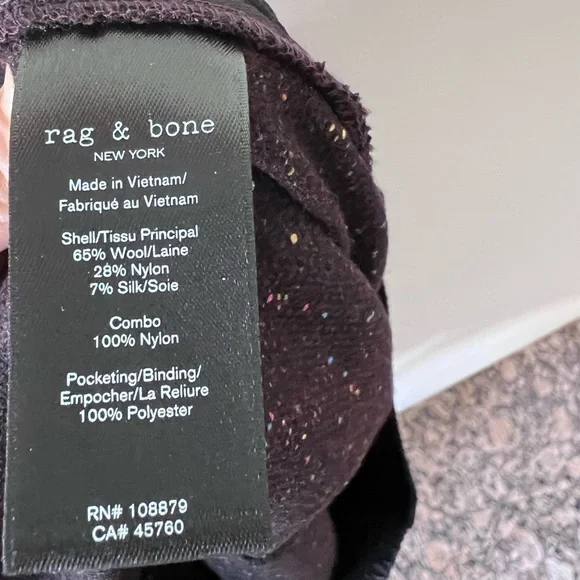 rag & bone
NEW YORK
Made in Vietnam/
Fabriqué au Vietnam
Shell/Tissu Principal
65% Wool/Laine
28% Nylon
7% Silk/Soie
Combo
100% Nylon
Pocketing/Binding/
Empocher/La Reliure
100% Polyester
RN# 108879
CA# 45760